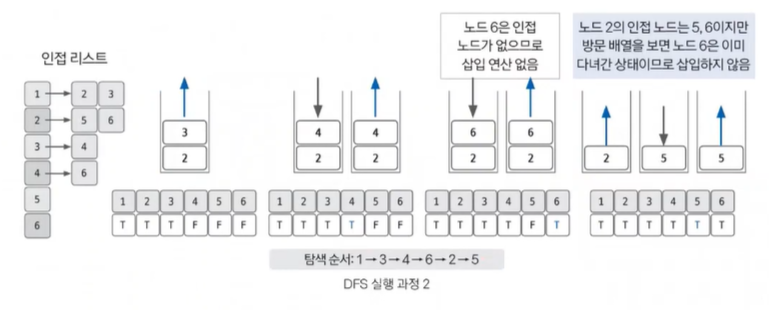 노드 6은 인접
노드가 없으므로
삽입 연산 없음
노드 2의 인접 노드는 5, 6이지만
방문 배열을 보면 노드 6은 이미
다녀간 상태이므로 삽입하지 않음
인접 리스트
1 2 3
2 5 6
3 4
4 6
5
6
3
2
4
2
4
2
6
2
6
2
2
5
5
1 2 3 4 5 6
T T T F F F
1 2 3 4 5 6
T T T T F F
1 2 3 4 5 6
T T T T F T
1 2 3 4 5 6
T T T T T T
탐색 순서: 1→3→4→6→2→5
DFS 실행 과정 2